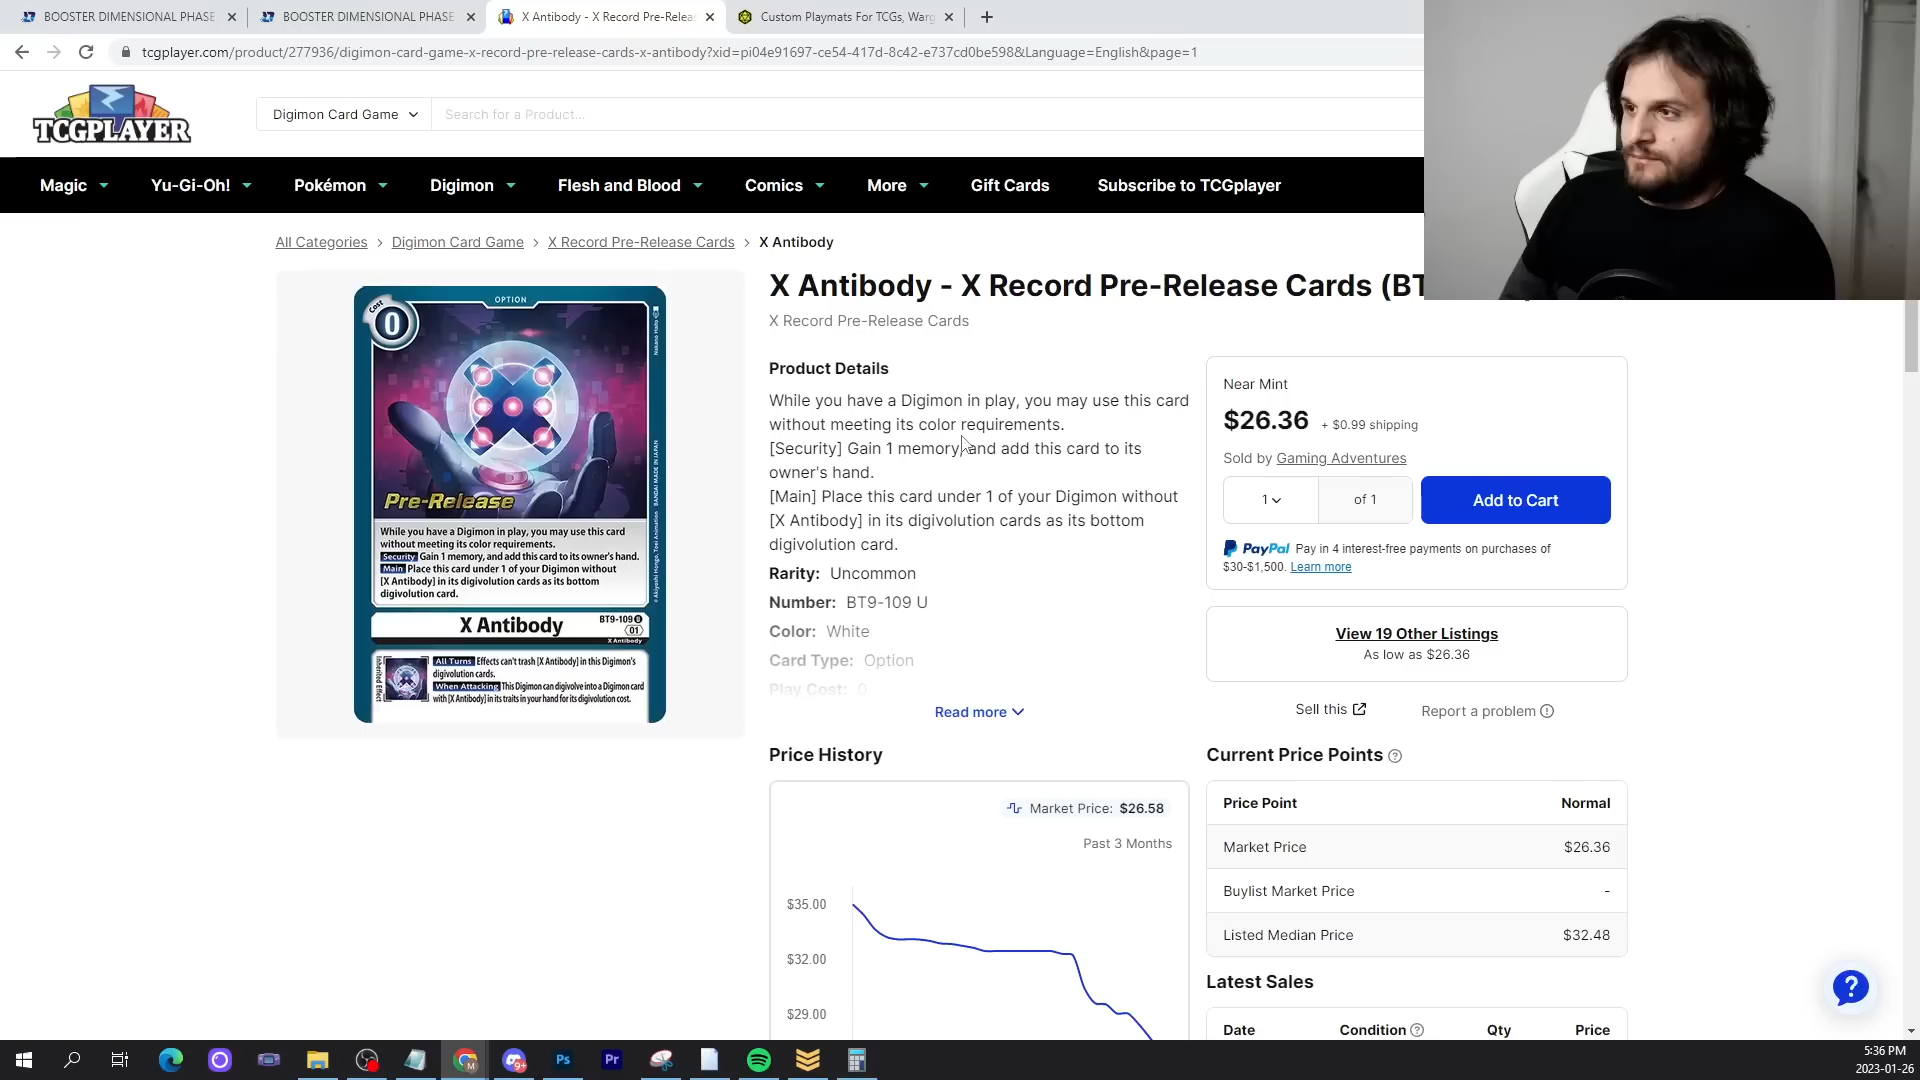 BOOSTER DIMENSIONAL PHASE
BOOSTER DIMENSIONAL PHASE
X Antibody - X Record Pre-Relea
Custom Playmats For TCGs, Warg
tcgplayer.com/product/277936/digimon-card-game-x-record-pre-release-cards-x-antibody?xid=pi04e91697-ce54-417d-8c42-e737cd0be598&Language=English&page=1
TCGPLAYER
Digimon Card Game
Search for a Product...
Magic
Yu-Gi-Oh!
Pokémon
Digimon
Flesh and Blood
Comics
More
Gift Cards
Subscribe to TCGplayer
All Categories > Digimon Card Game > X Record Pre-Release Cards > X Antibody
OPTION
Cost
0
Pre-Release
While you have a Digimon in play, you may use this card
without meeting its color requirements.
Security Gain 1 memory, and add this card to its owner's hand.
Main Place this card under 1 of your Digimon without
[X Antibody] in its digivolution cards as its bottom
digivolution card.
X Antibody
BT9-109 U
01
X Antibody
Inherited Effect
All Turns Effects can't trash [X Antibody] in this Digimon's
digivolution cards.
When Attacking This Digimon can digivolve into a Digimon card
with [X Antibody] in its traits in your hand for its digivolution cost.
X Antibody - X Record Pre-Release Cards (BT
X Record Pre-Release Cards
Product Details
While you have a Digimon in play, you may use this card
without meeting its color requirements.
[Security] Gain 1 memory, and add this card to its
owner's hand.
[Main] Place this card under 1 of your Digimon without
[X Antibody] in its digivolution cards as its bottom
digivolution card.
Rarity: Uncommon
Number: BT9-109 U
Color: White
Card Type: Option
Play Cost: 0
Read more
Near Mint
$26.36 + $0.99 shipping
Sold by Gaming Adventures
1
of 1
Add to Cart
PayPal Pay in 4 interest-free payments on purchases of
$30-$1,500. Learn more
View 19 Other Listings
As low as $26.36
Sell this
Report a problem
Price History
Market Price: $26.58
Past 3 Months
$35.00
$32.00
$29.00
Current Price Points
Price Point Normal
Market Price $26.36
Buylist Market Price -
Listed Median Price $32.48
Latest Sales
Date Condition Qty Price
?
Ps
Pr
9+
5:36 PM
2023-01-26